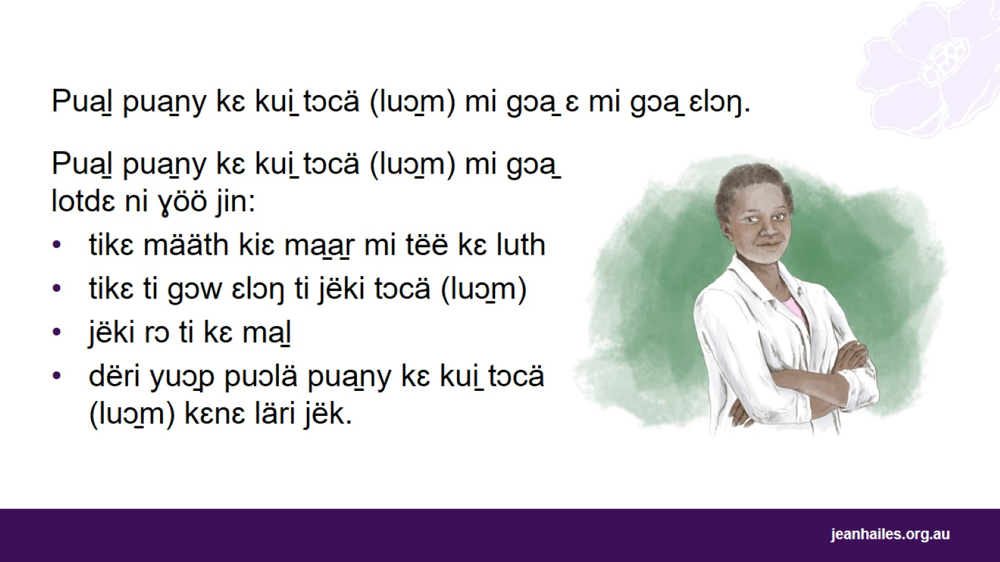 Pua̱ḻ pua̱ny kɛ kui̱ tɔcä (luɔ̱m) mi gɔa̱ ɛ mi gɔa̱ ɛlɔŋ.
Pua̱ḻ pua̱ny kɛ kui̱ tɔcä (luɔ̱m) mi gɔa̱
lotdɛ ni ɣöö jin:
• tikɛ määth kiɛ ma̱a̱ṟ mi tëë kɛ luth
• tikɛ ti gɔw ɛlɔŋ ti jëki tɔcä (luɔ̱m)
• jëki rɔ ti kɛ ma̱ḻ
• dëri yuɔ̱p puɔlä pua̱ny kɛ kui̱ tɔcä
(luɔ̱m) kɛnɛ läri jëk.
jeanhailes.org.au